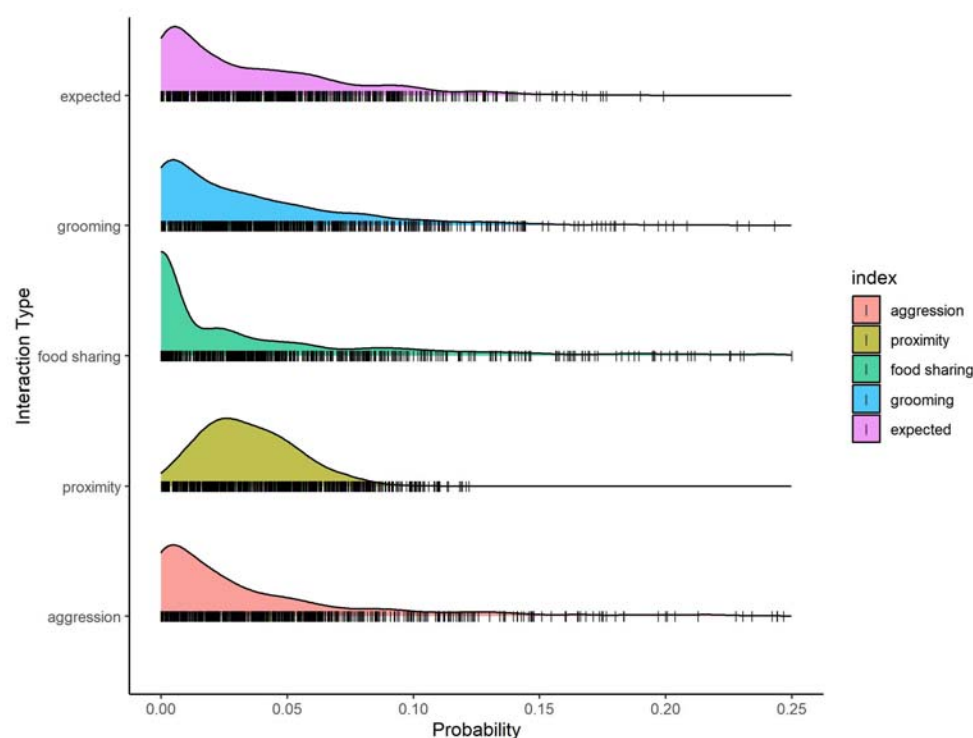 expected
grooming
food sharing
proximity
aggression
Interaction Type
0.00
0.05
0.10
0.15
0.20
0.25
Probability
index
aggression
proximity
food sharing
grooming
expected